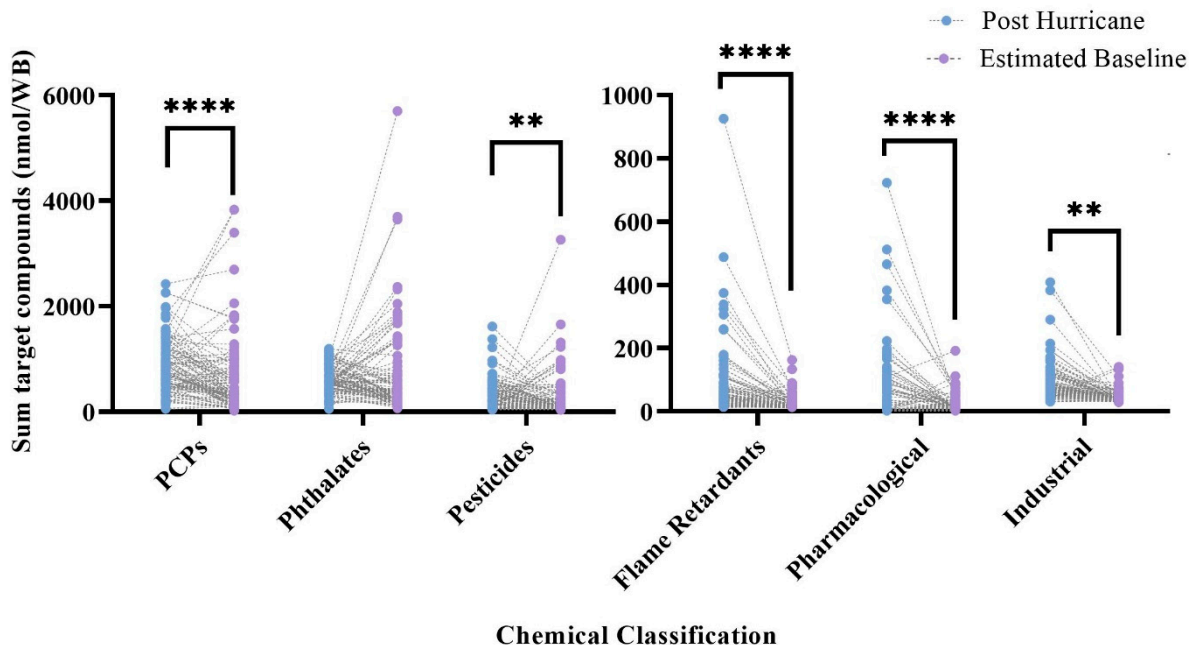 Post Hurricane
Estimated Baseline
Sum target compounds (nmol/WB)
6000
4000
2000
0
****
**
PCPs
Phthalates
Pesticides
1000
800
600
400
200
0
****
****
**
Flame Retardants
Pharmacological
Industrial
Chemical Classification